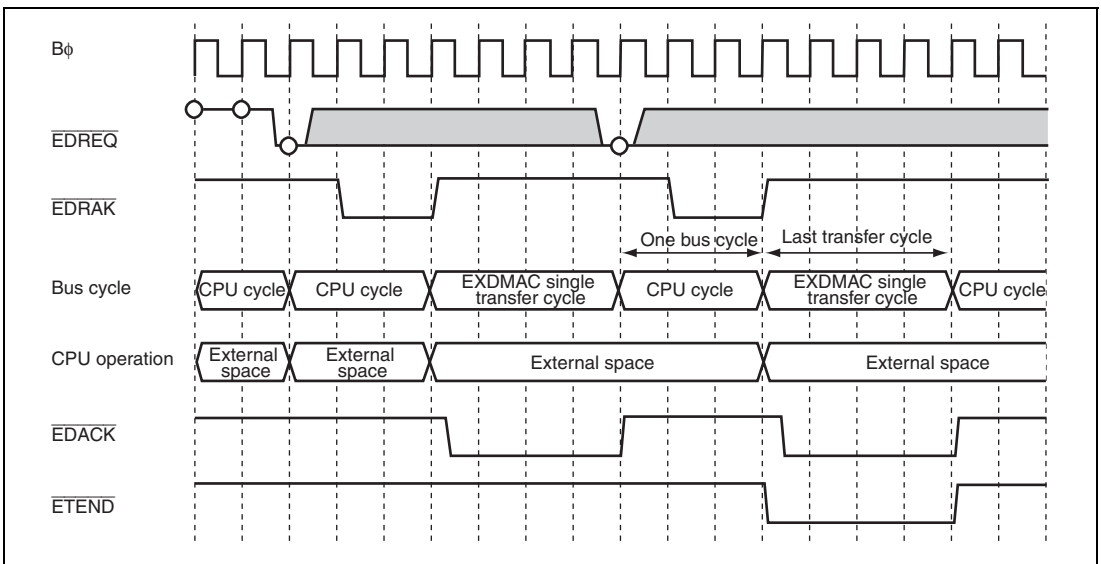 Bϕ
EDREQ
EDRAK
One bus cycle
Last transfer cycle
Bus cycle
CPU cycle
CPU cycle
EXDMAC single
transfer cycle
CPU cycle
EXDMAC single
transfer cycle
CPU cycle
CPU operation
External
space
External
space
External space
External space
EDACK
ETEND